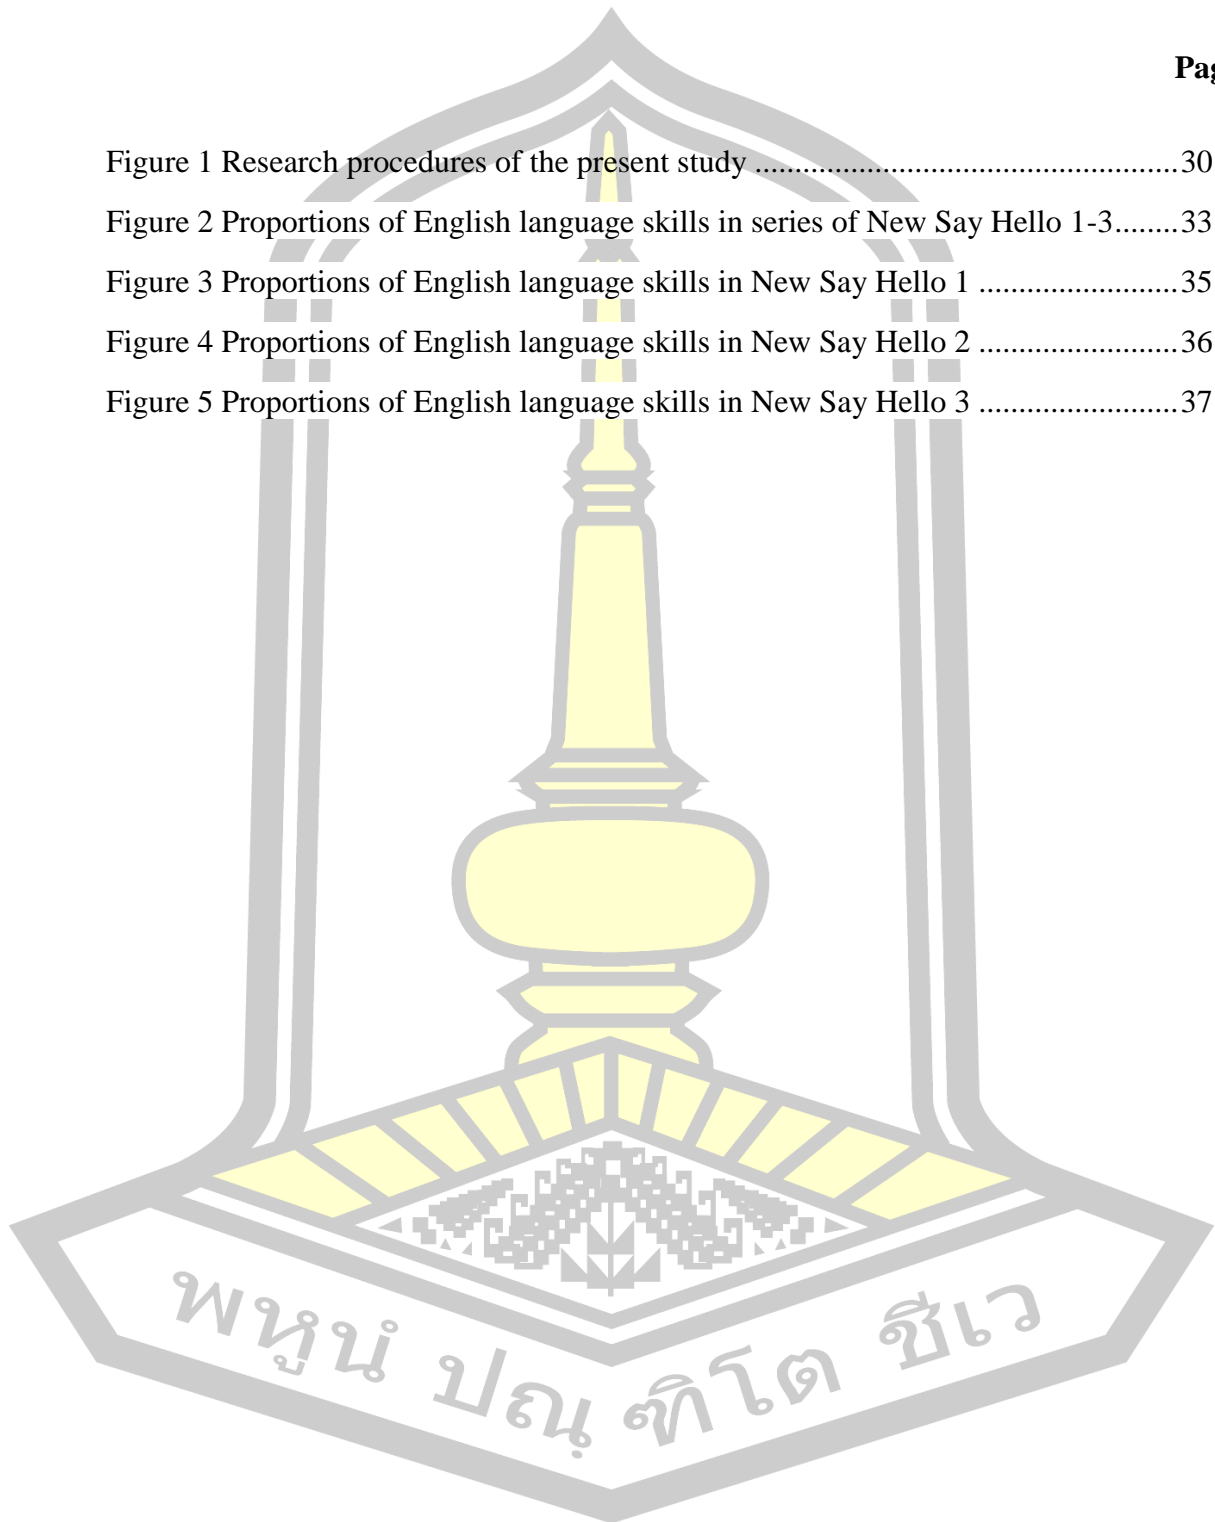 Pag
Figure 1 Research procedures of the present study .....................................................30
Figure 2 Proportions of English language skills in series of New Say Hello 1-3........33
Figure 3 Proportions of English language skills in New Say Hello 1 .........................35
Figure 4 Proportions of English language skills in New Say Hello 2 .........................36
Figure 5 Proportions of English language skills in New Say Hello 3 .........................37
พหูนํ ปณฺ ฑิโต ชีเว